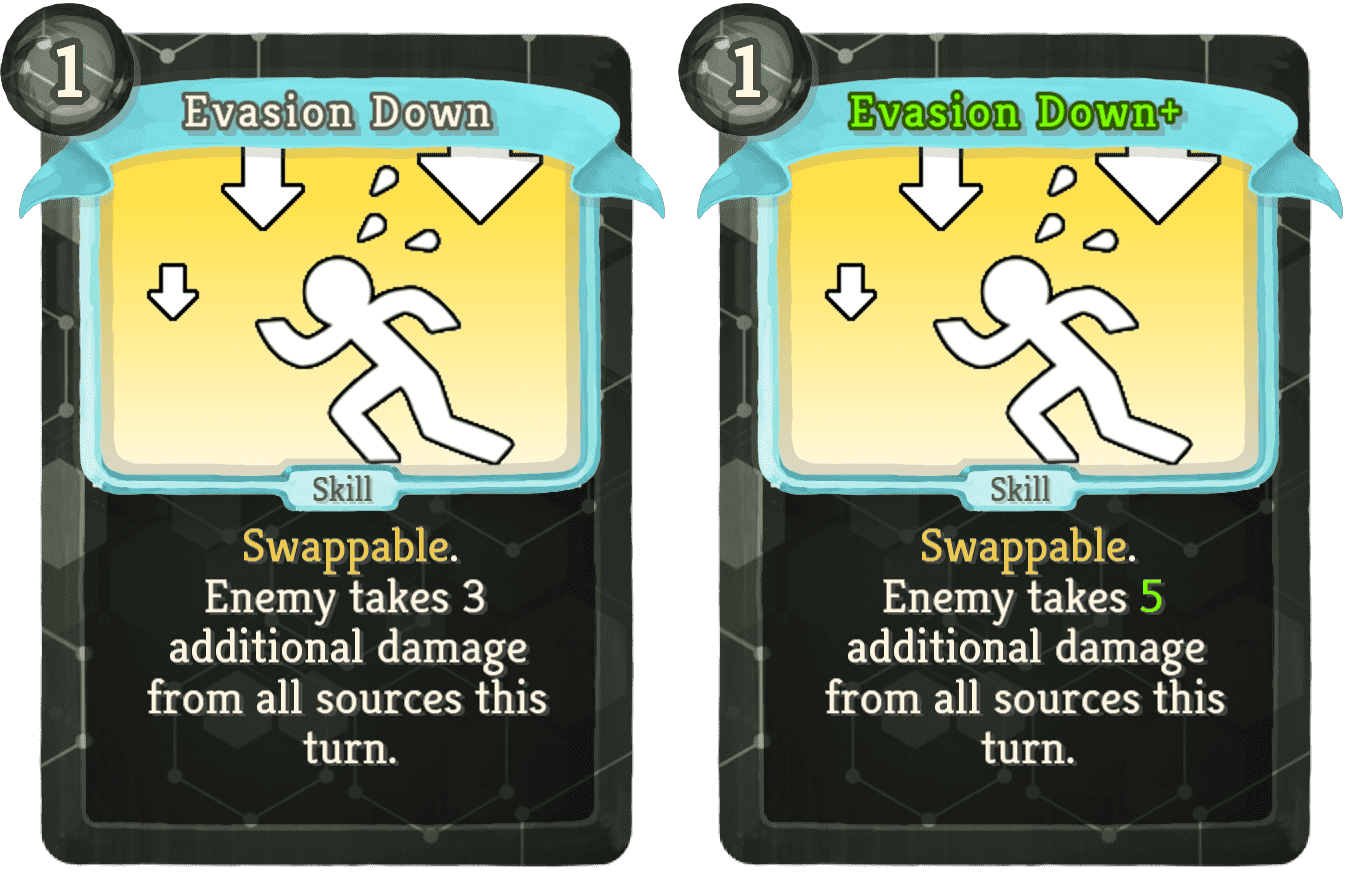 1
Evasion Down
Skill
Swappable.
Enemy takes 3
additional damage
from all sources this
turn.
1
Evasion Down+
Skill
Swappable.
Enemy takes 5
additional damage
from all sources this
turn.